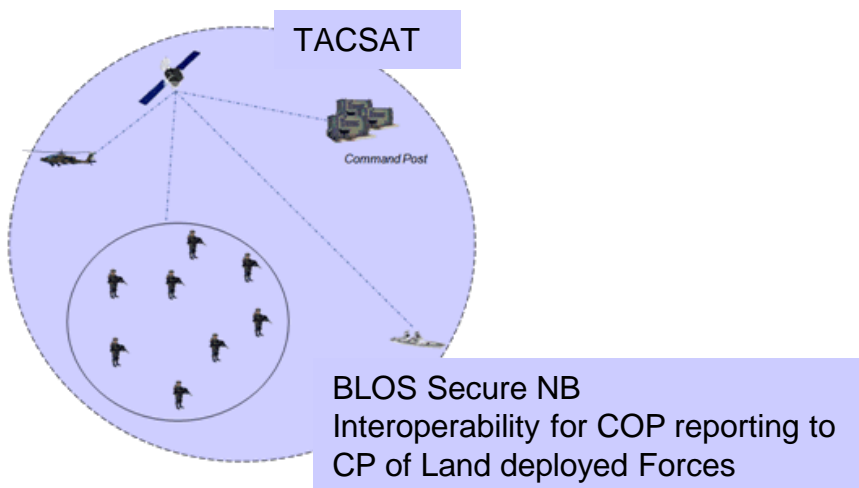 TACSAT
Command Post
BLOS Secure NB
Interoperability for COP reporting to
CP of Land deployed Forces